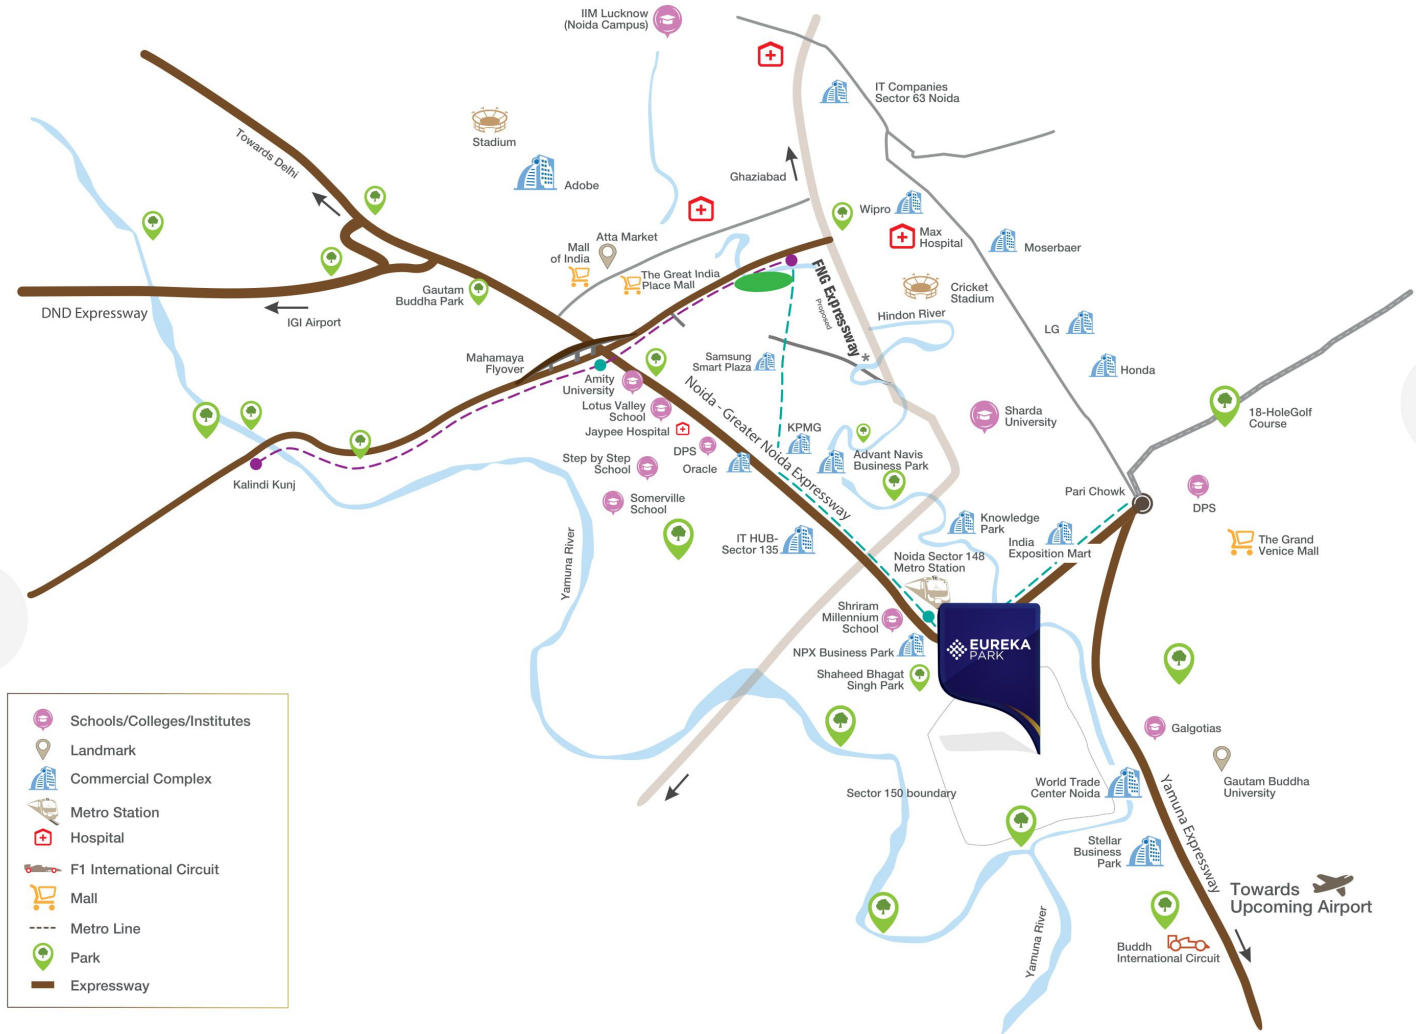 IIM Lucknow
(Noida Campus)
IT Companies
Sector 63 Noida
Stadium
Towards Delhi
Adobe
Ghaziabad
Wipro
Max
Hospital
Moserbaer
Atta Market
Mall
of India
The Great India
Place Mall
Gautam
Buddha Park
DND Expressway
IGI Airport
FNG Expressway *
Proposed
Cricket
Stadium
Hindon River
LG
Honda
Mahamaya
Flyover
Samsung
Smart Plaza
Amity
University
Noida - Greater Noida Expressway
Lotus Valley
School
Jaypee Hospital
KPMG
Sharda
University
18-HoleGolf
Course
DPS
Step by Step
School
Oracle
Advant Navis
Business Park
Kalindi Kunj
Pari Chowk
DPS
Somerville
School
Knowledge
Park
India
Exposition Mart
The Grand
Venice Mall
IT HUB-
Sector 135
Noida Sector 148
Metro Station
Yamuna River
Shriram
Millennium
School
NPX Business Park
EUREKA
PARK
Shaheed Bhagat
Singh Park
Galgotias
Sector 150 boundary
World Trade
Center Noida
Gautam Buddha
University
Yamuna Expressway
Stellar
Business
Park
Towards
Upcoming Airport
Buddh
International Circuit
Yamuna River
Schools/Colleges/Institutes
Landmark
Commercial Complex
Metro Station
Hospital
F1 International Circuit
Mall
Metro Line
Park
Expressway